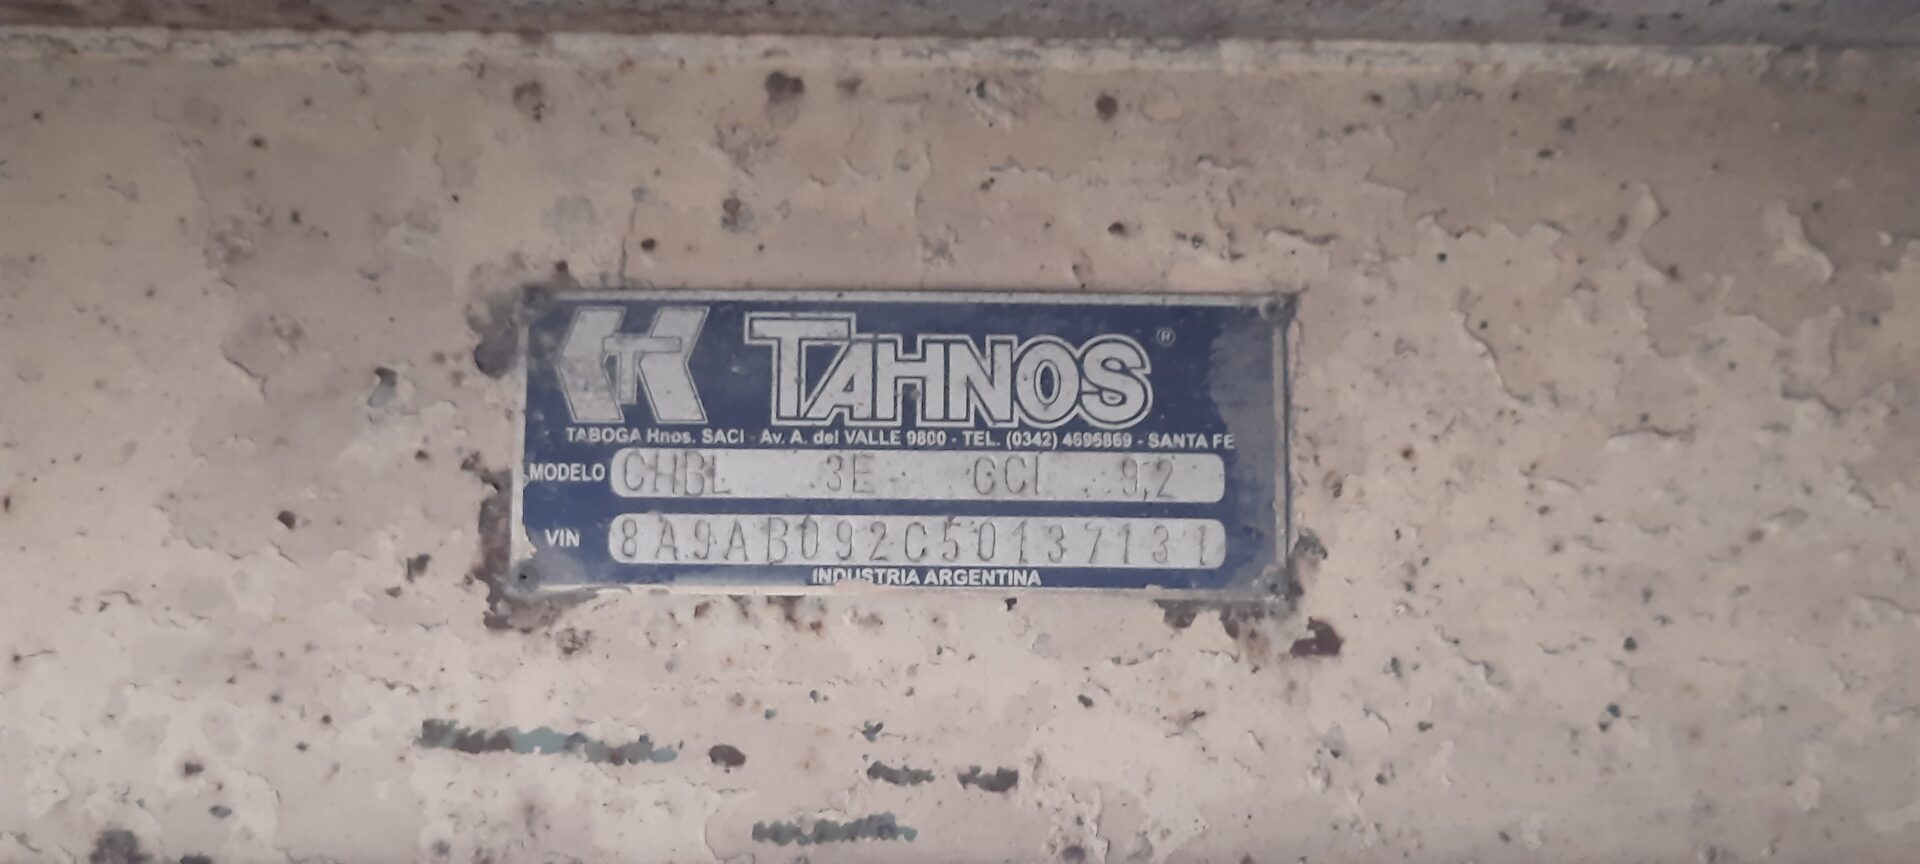 TAHNOS ®
TABOGA Hnos. SACI - Av. A. del VALLE 9800 - TEL. (0342) 4696869 - SANTA FE
MODELO CHBL 3E GCL 9,2
VIN 8A9AB092C50137131
INDUSTRIA ARGENTINA